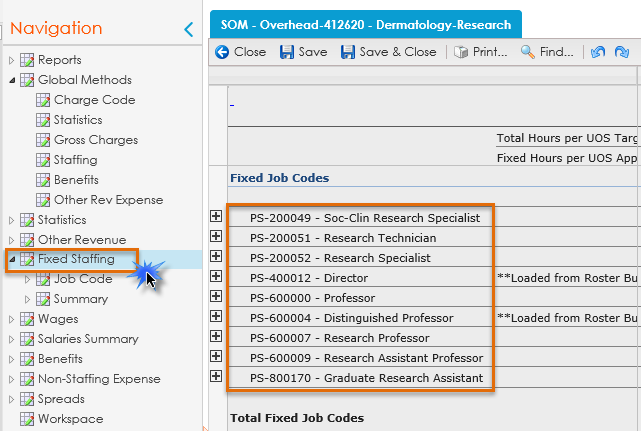 Navigation
Reports
Global Methods
Charge Code
Statistics
Gross Charges
Staffing
Benefits
Other Rev Expense
Statistics
Other Revenue
Fixed Staffing
Job Code
Summary
Wages
Salaries Summary
Benefits
Non-Staffing Expense
Spreads
Workspace
SOM - Overhead-412620 - Dermatology-Research
Close Save Save & Close Print... Find...
-
Total Hours per UOS Targ
Fixed Hours per UOS App
Fixed Job Codes
PS-200049 - Soc-Clin Research Specialist
PS-200051 - Research Technician
PS-200052 - Research Specialist
PS-400012 - Director **Loaded from Roster Bu
PS-600000 - Professor
PS-600004 - Distinguished Professor **Loaded from Roster Bu
PS-600007 - Research Professor
PS-600009 - Research Assistant Professor
PS-800170 - Graduate Research Assistant
Total Fixed Job Codes